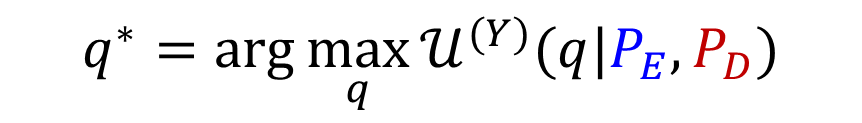 q* = arg max_q 𝒰^(Y)(q|P_E, P_D)